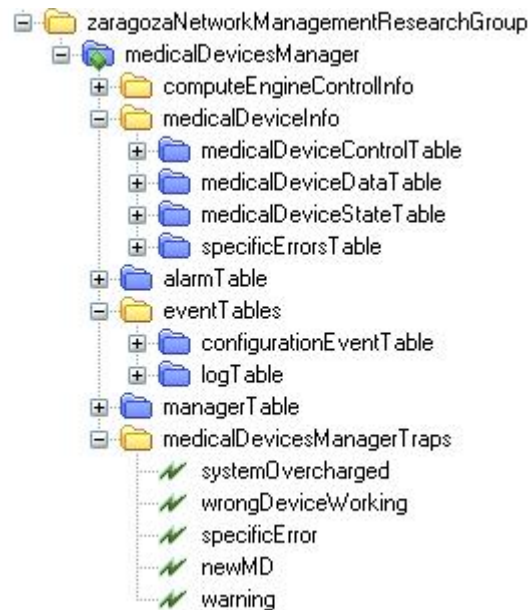 zaragozaNetworkManagementResearchGroup
medicalDevicesManager
computeEngineControlInfo
medicalDeviceInfo
medicalDeviceControlTable
medicalDeviceDataTable
medicalDeviceStateTable
specificErrorsTable
alarmTable
eventTables
configurationEventTable
logTable
managerTable
medicalDevicesManagerTraps
systemOvercharged
wrongDeviceWorking
specificError
newMD
warning